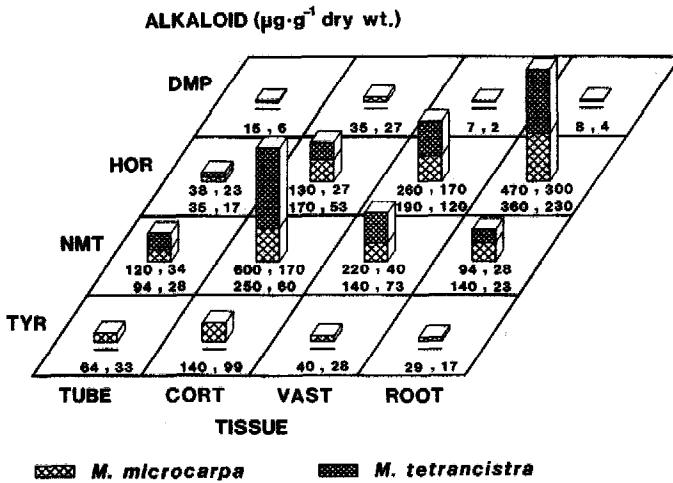 ALKALOID (µg·g⁻¹ dry wt.)
DMP
15 , 6
35 , 27
7 , 2
8 , 4
HOR
38 , 23
130 , 27
260 , 170
470 , 300
35 , 17
170 , 53
190 , 120
360 , 230
NMT
120 , 34
600 , 170
220 , 40
94 , 28
94 , 28
250 , 60
140 , 73
140 , 23
TYR
64 , 33
140 , 99
40 , 28
29 , 17
TUBE CORT VAST ROOT
TISSUE
M. microcarpa M. tetrancistra